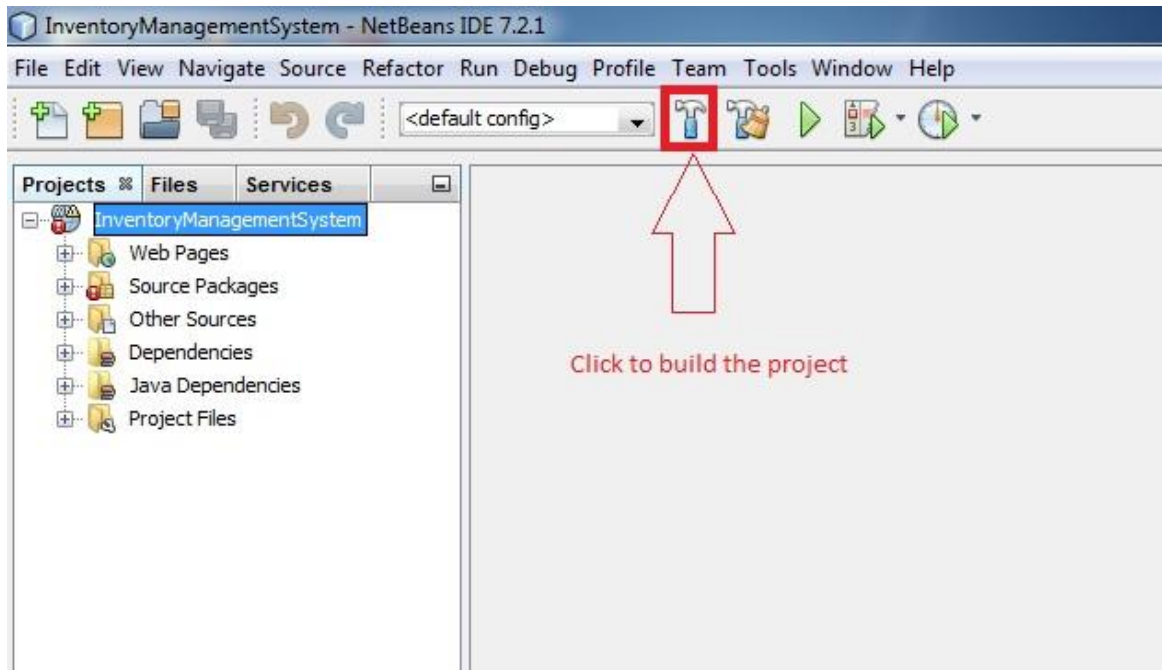 InventoryManagementSystem - NetBeans IDE 7.2.1
File Edit View Navigate Source Refactor Run Debug Profile Team Tools Window Help
<default config>
Projects Files Services
InventoryManagementSystem
Web Pages
Source Packages
Other Sources
Dependencies
Java Dependencies
Project Files
Click to build the project